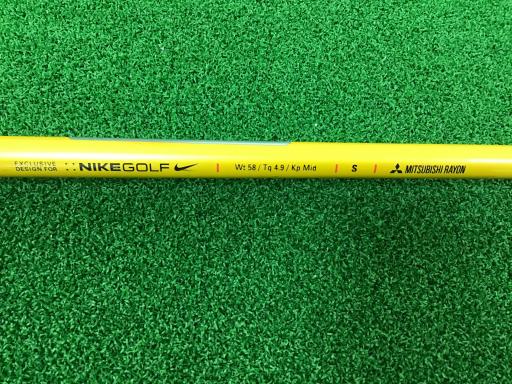 EXCLUSIVE
DESIGN FOR
NIKEGOLF
Wt 58 / Tq 4.9 / Kp Mid
S
MITSUBISHI RAYON